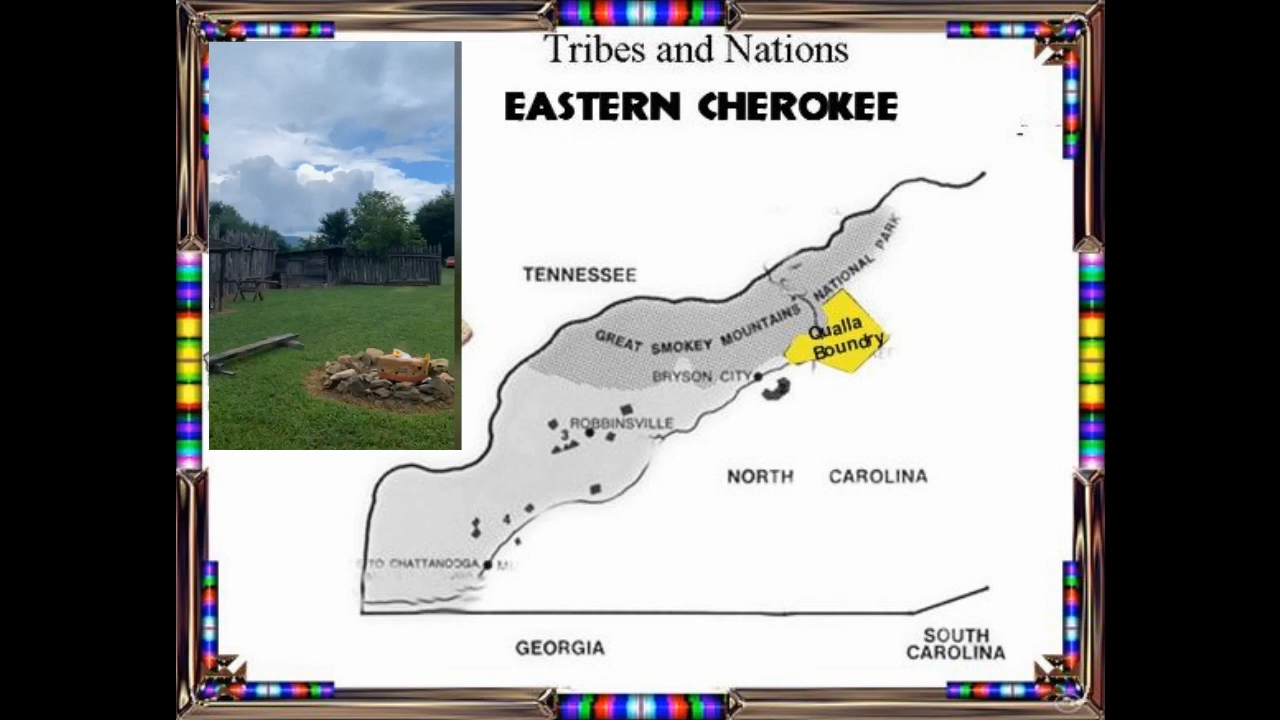 Tribes and Nations
EASTERN CHEROKEE
TENNESSEE
GREAT SMOKEY MOUNTAINS NATIONAL PARK
Qualla
Boundry
BRYSON CITY
ROBBINSVILLE
3
NORTH CAROLINA
4
TO CHATTANOOGA
GEORGIA
SOUTH
CAROLINA